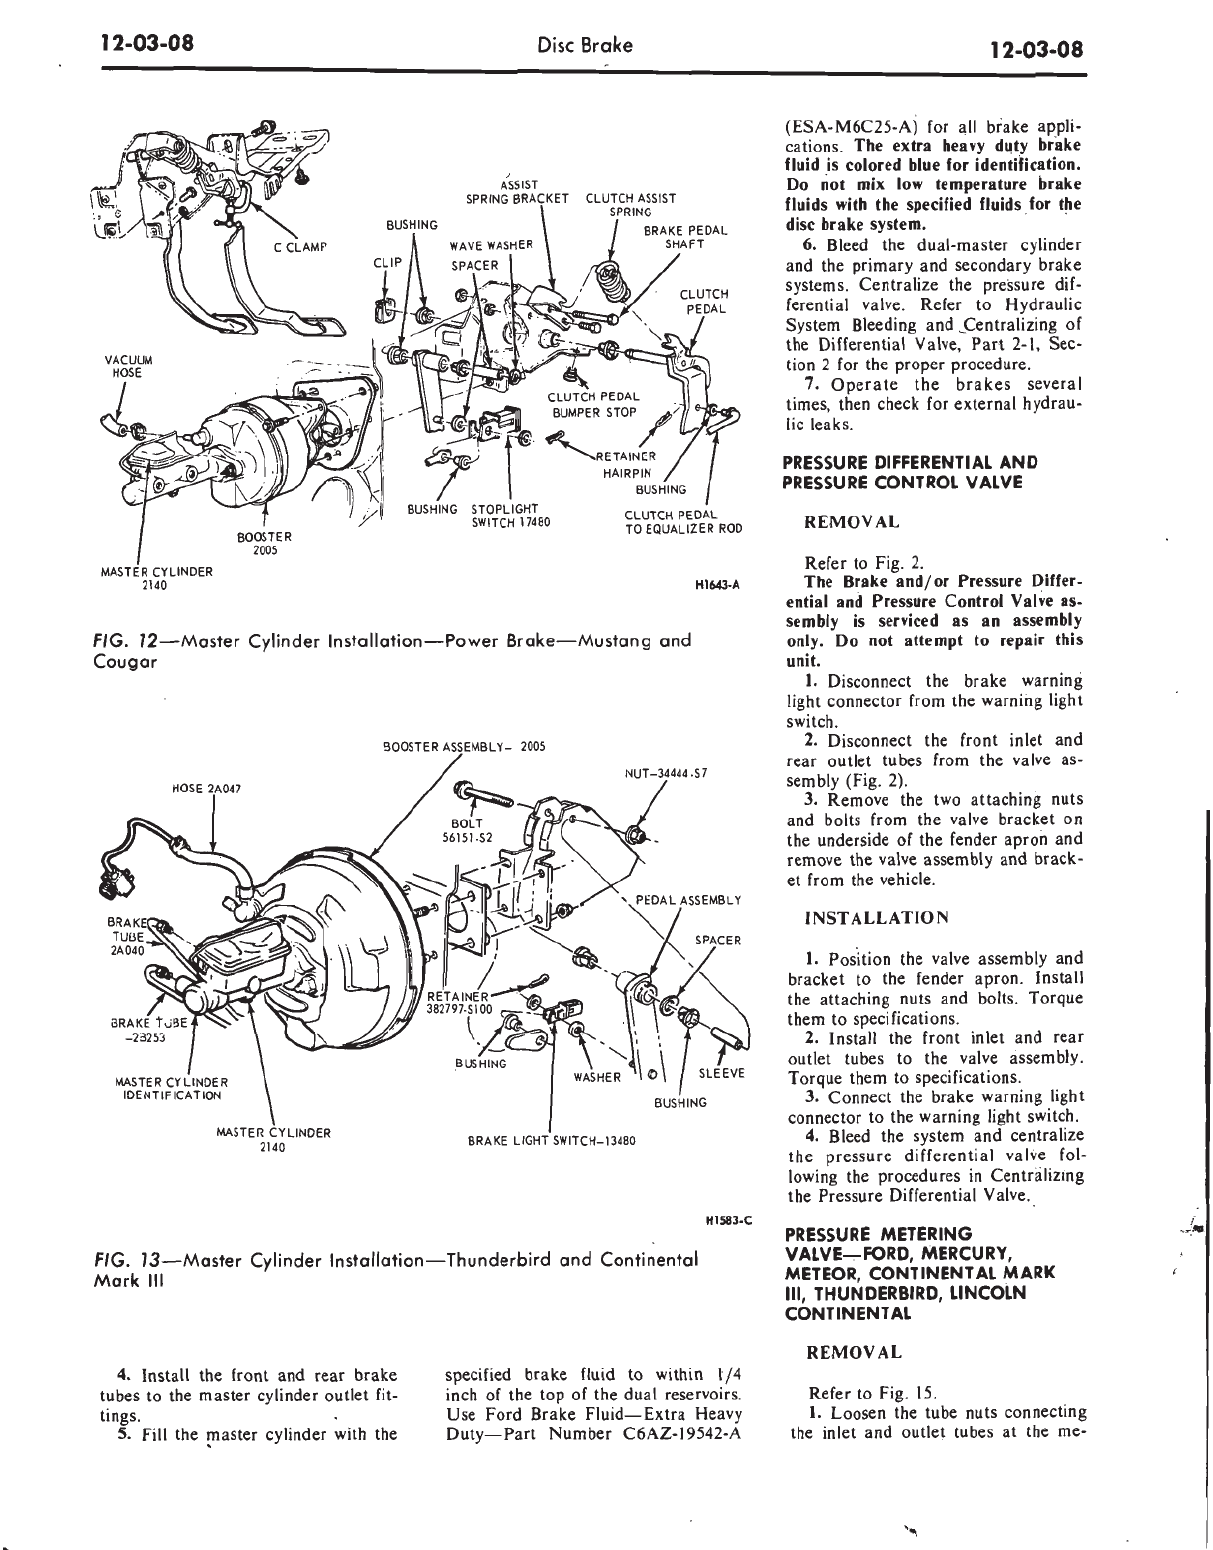 12-03-08
Disc Brake
12-03-08
C CLAMP
ASSIST
SPRING BRACKET
CLUTCH ASSIST
SPRING
BUSHING
WAVE WASHER
BRAKE PEDAL
SHAFT
CLIP
SPACER
CLUTCH
PEDAL
VACUUM
HOSE
CLUTCH PEDAL
BUMPER STOP
RETAINER
HAIRPIN
BUSHING
BUSHING
STOPLIGHT
SWITCH 17480
CLUTCH PEDAL
TO EQUALIZER ROD
BOOSTER
2005
MASTER CYLINDER
2140
H1643-A
FIG. 12—Master Cylinder Installation—Power Brake—Mustang and
Cougar
BOOSTER ASSEMBLY- 2005
NUT-34444-S7
HOSE 2A047
BOLT
56151-S2
PEDAL ASSEMBLY
BRAKE
TUBE
2A040
SPACER
RETAINER
382797-S100
BRAKE TUBE
-2B253
BUSHING
WASHER
SLEEVE
MASTER CYLINDER
IDENTIFICATION
BUSHING
MASTER CYLINDER
2140
BRAKE LIGHT SWITCH-13480
H1583-C
FIG. 13—Master Cylinder Installation—Thunderbird and Continental
Mark III
4. Install the front and rear brake
tubes to the master cylinder outlet fit-
tings.
5. Fill the master cylinder with the
specified brake fluid to within 1/4
inch of the top of the dual reservoirs.
Use Ford Brake Fluid—Extra Heavy
Duty—Part Number C6AZ-19542-A
(ESA-M6C25-A) for all brake appli-
cations. The extra heavy duty brake
fluid is colored blue for identification.
Do not mix low temperature brake
fluids with the specified fluids for the
disc brake system.
6. Bleed the dual-master cylinder
and the primary and secondary brake
systems. Centralize the pressure dif-
ferential valve. Refer to Hydraulic
System Bleeding and Centralizing of
the Differential Valve, Part 2-1, Sec-
tion 2 for the proper procedure.
7. Operate the brakes several
times, then check for external hydrau-
lic leaks.
PRESSURE DIFFERENTIAL AND
PRESSURE CONTROL VALVE
REMOVAL
Refer to Fig. 2.
The Brake and/or Pressure Differ-
ential and Pressure Control Valve as-
sembly is serviced as an assembly
only. Do not attempt to repair this
unit.
1. Disconnect the brake warning
light connector from the warning light
switch.
2. Disconnect the front inlet and
rear outlet tubes from the valve as-
sembly (Fig. 2).
3. Remove the two attaching nuts
and bolts from the valve bracket on
the underside of the fender apron and
remove the valve assembly and brack-
et from the vehicle.
INSTALLATION
1. Position the valve assembly and
bracket to the fender apron. Install
the attaching nuts and bolts. Torque
them to specifications.
2. Install the front inlet and rear
outlet tubes to the valve assembly.
Torque them to specifications.
3. Connect the brake warning light
connector to the warning light switch.
4. Bleed the system and centralize
the pressure differential valve fol-
lowing the procedures in Centralizing
the Pressure Differential Valve.
PRESSURE METERING
VALVE—FORD, MERCURY,
METEOR, CONTINENTAL MARK
III, THUNDERBIRD, LINCOLN
CONTINENTAL
REMOVAL
Refer to Fig. 15.
1. Loosen the tube nuts connecting
the inlet and outlet tubes at the me-